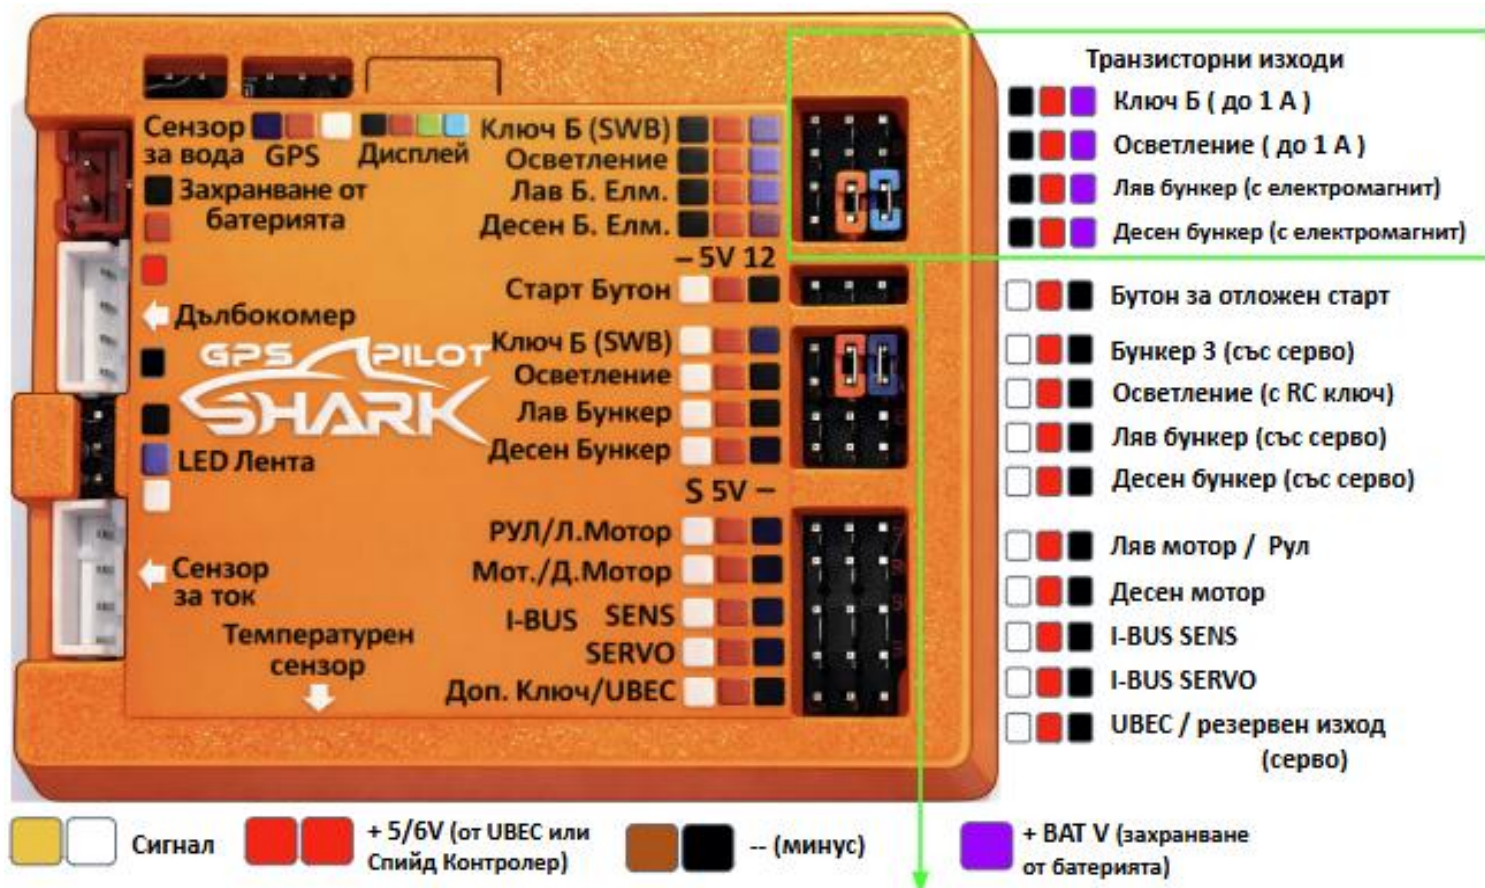 Транзисторни изходи
Ключ Б ( до 1 А )
Осветление ( до 1 А )
Ляв бункер (с електромагнит)
Десен бункер (с електромагнит)
Бутон за отложен старт
Бункер 3 (със серво)
Осветление (с RC ключ)
Ляв бункер (със серво)
Десен бункер (със серво)
Ляв мотор / Рул
Десен мотор
I-BUS SENS
I-BUS SERVO
UBEC / резервен изход
(серво)
Сензор
за вода
GPS
Дисплей
Захранване от
батерията
Дълбокомер
GPS PILOT
SHARK
LED Лента
Сензор
за ток
Температурен
сензор
Ключ Б (SWB)
Осветление
Лав Б. Елм.
Десен Б. Елм.
– 5V 12
Старт Бутон
Ключ Б (SWB)
Осветление
Лав Бункер
Десен Бункер
S 5V –
РУЛ/Л.Мотор
Мот./Д.Мотор
I-BUS SENS
SERVO
Доп. Ключ/UBEC
Сигнал
+ 5/6V (от UBEC или
Спийд Контролер)
-- (минус)
+ BAT V (захранване
от батерията)